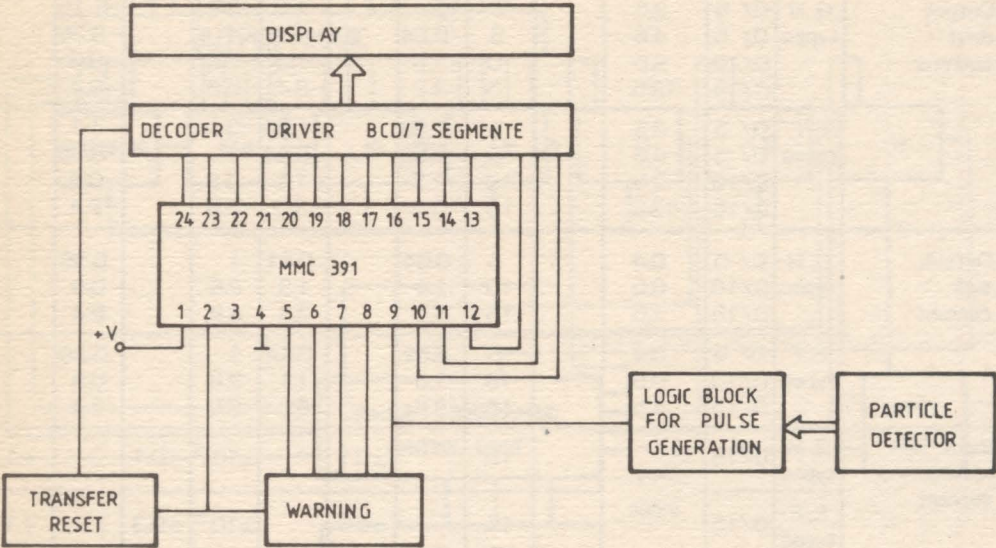 DISPLAY
DECODER DRIVER BCD/7 SEGMENTE
24 23 22 21 20 19 18 17 16 15 14 13
MMC 391
1 2 3 4 5 6 7 8 9 10 11 12
+V
LOGIC BLOCK
FOR PULSE
GENERATION
PARTICLE
DETECTOR
TRANSFER
RESET
WARNING